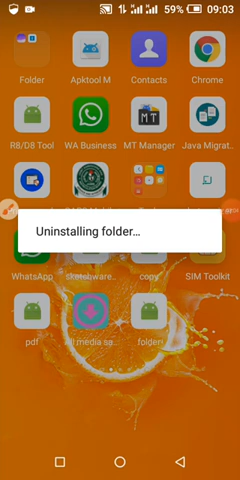 59% 09:03
Folder Apktool M Contacts Chrome
R8/D8 Tool WA Business MT Manager Java Migrat..
Uninstalling folder...
WhatsApp sketchware copy SIM Toolkit
pdf all media sa.. folder